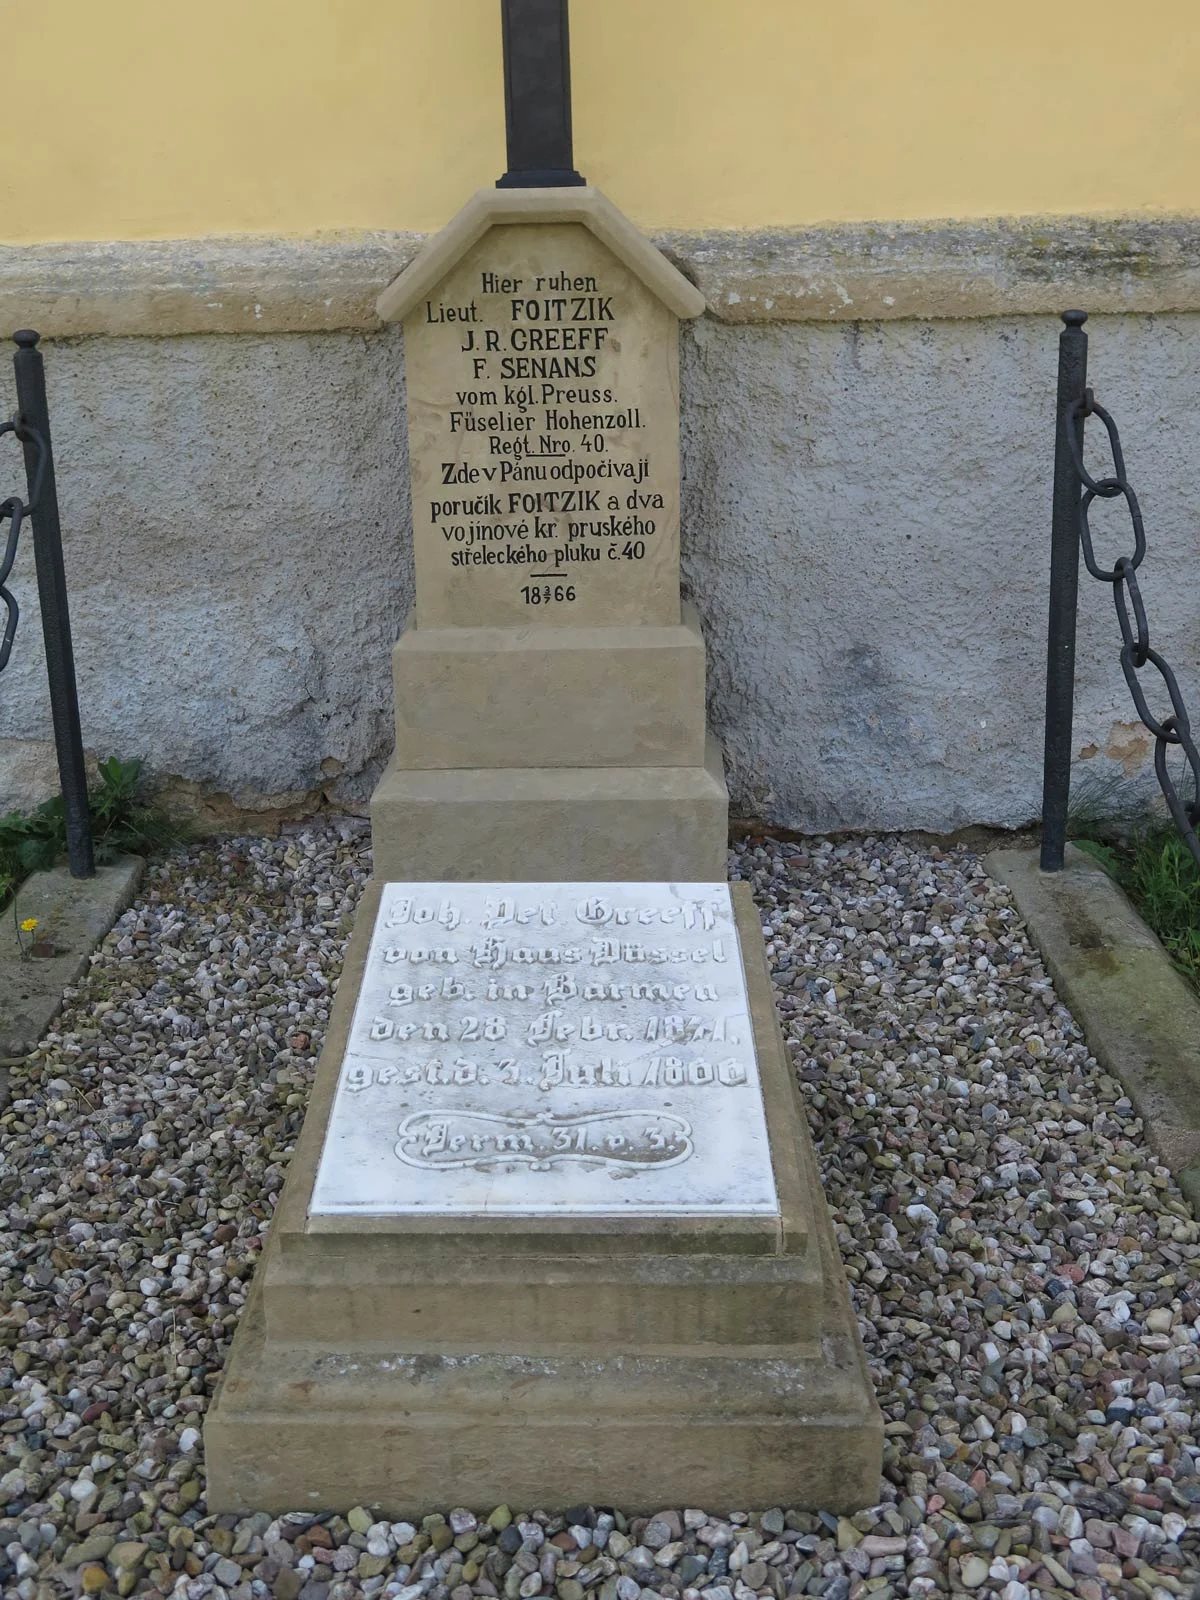 Hier ruhen
Lieut. FOITZIK
J. R. GREEFF
F. SENANS
vom kgl. Preuss.
Füselier Hohenzoll.
Regt. Nro. 40.
Zde v Pánu odpočívají
poručík FOITZIK a dva
vojínové kr. pruského
střeleckého pluku č. 40
18 3/7 66
Joh Pet Greeff
von Haus Düssel
geb. in Barmen
den 28 Febr.
gest. d. 3. Juli 1866
Jerm. 31. v. 3.